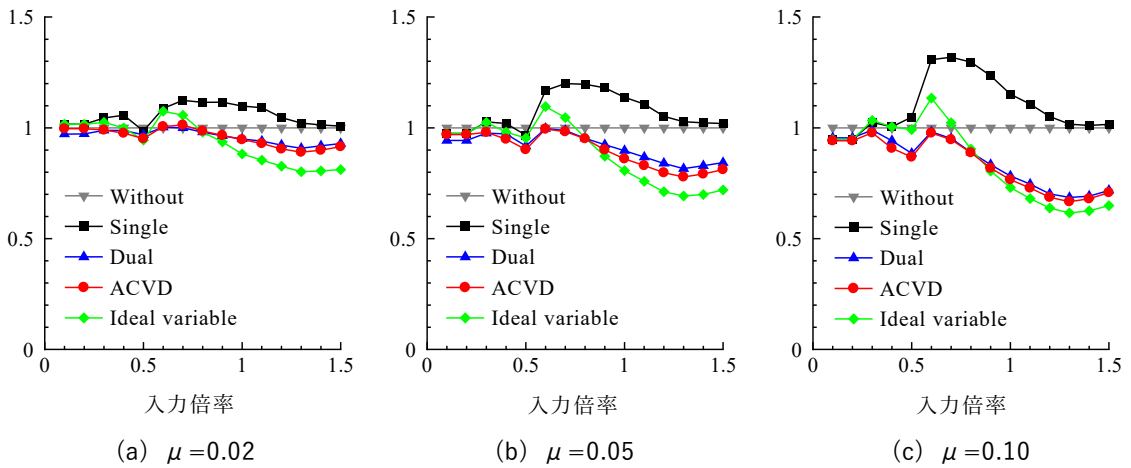 1.5
1
0.5
0
Without
Single
Dual
ACVD
Ideal variable
0
0.5
1
1.5
入力倍率
(a) μ=0.02
1.5
1
0.5
0
Without
Single
Dual
ACVD
Ideal variable
0
0.5
1
1.5
入力倍率
(b) μ=0.05
1.5
1
0.5
0
Without
Single
Dual
ACVD
Ideal variable
0
0.5
1
1.5
入力倍率
(c) μ=0.10